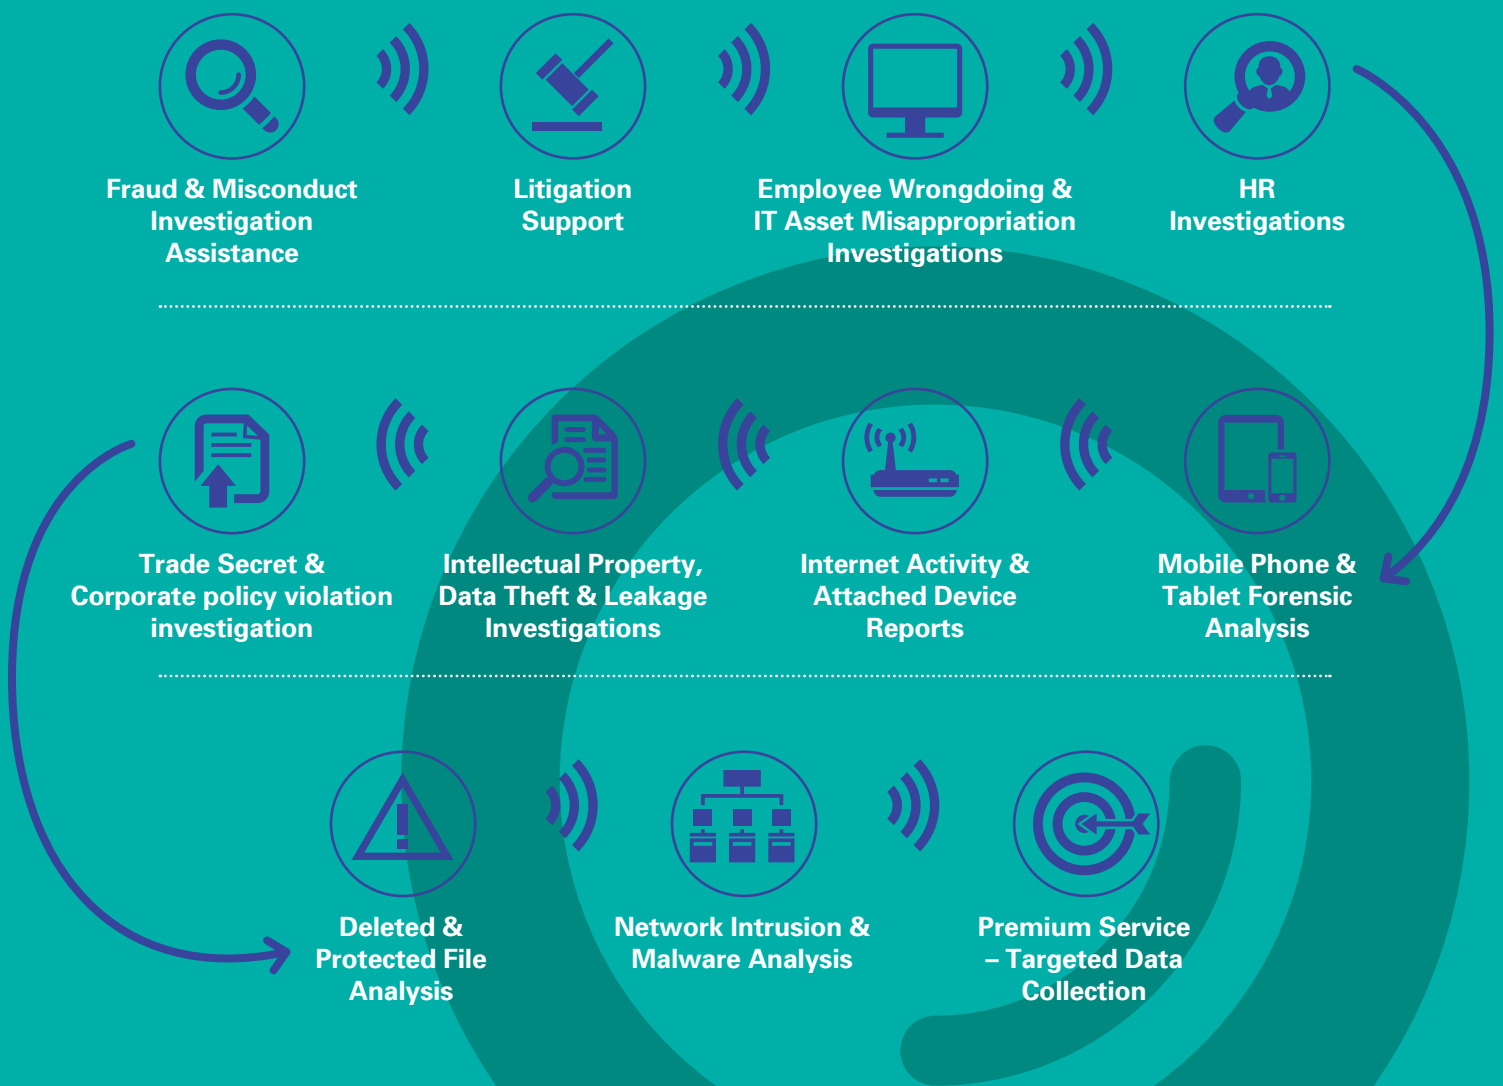 Fraud & Misconduct
Investigation
Assistance
Litigation
Support
Employee Wrongdoing &
IT Asset Misappropriation
Investigations
HR
Investigations
Trade Secret &
Corporate policy violation
investigation
Intellectual Property,
Data Theft & Leakage
Investigations
Internet Activity &
Attached Device
Reports
Mobile Phone &
Tablet Forensic
Analysis
Deleted &
Protected File
Analysis
Network Intrusion &
Malware Analysis
Premium Service
– Targeted Data
Collection